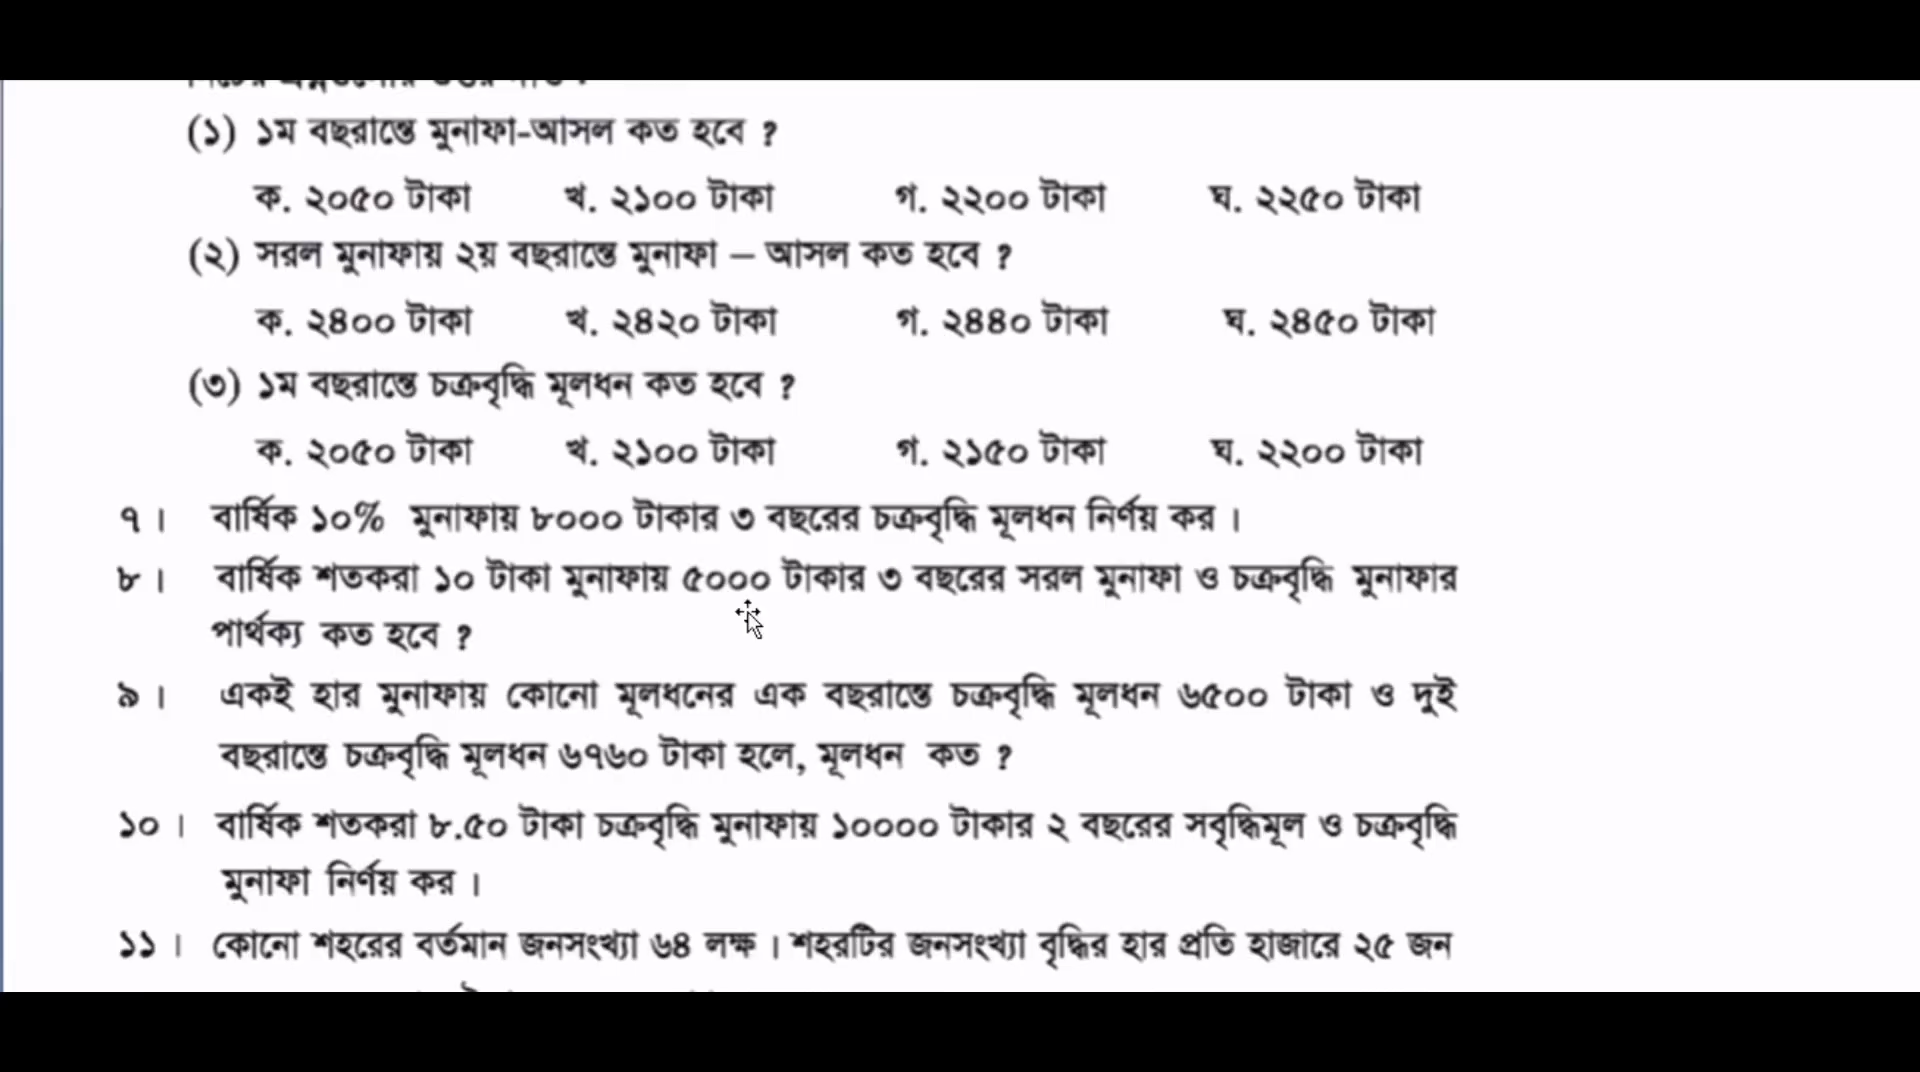 (১) ১ম বছরান্তে মুনাফা-আসল কত হবে ?
ক. ২০৫০ টাকা খ. ২১০০ টাকা গ. ২২০০ টাকা ঘ. ২২৫০ টাকা
(২) সরল মুনাফায় ২য় বছরান্তে মুনাফা – আসল কত হবে ?
ক. ২৪০০ টাকা খ. ২৪২০ টাকা গ. ২৪৪০ টাকা ঘ. ২৪৫০ টাকা
(৩) ১ম বছরান্তে চক্রবৃদ্ধি মূলধন কত হবে ?
ক. ২০৫০ টাকা খ. ২১০০ টাকা গ. ২১৫০ টাকা ঘ. ২২০০ টাকা
৭। বার্ষিক ১০% মুনাফায় ৮০০০ টাকার ৩ বছরের চক্রবৃদ্ধি মূলধন নির্ণয় কর।
৮। বার্ষিক শতকরা ১০ টাকা মুনাফায় ৫০০০ টাকার ৩ বছরের সরল মুনাফা ও চক্রবৃদ্ধি মুনাফার
পার্থক্য কত হবে ?
৯। একই হার মুনাফায় কোনো মূলধনের এক বছরান্তে চক্রবৃদ্ধি মূলধন ৬৫০০ টাকা ও দুই
বছরান্তে চক্রবৃদ্ধি মূলধন ৬৭৬০ টাকা হলে, মূলধন কত ?
১০। বার্ষিক শতকরা ৮.৫০ টাকা চক্রবৃদ্ধি মুনাফায় ১০০০০ টাকার ২ বছরের সবৃদ্ধিমূল ও চক্রবৃদ্ধি
মুনাফা নির্ণয় কর।
১১। কোনো শহরের বর্তমান জনসংখ্যা ৬৪ লক্ষ। শহরটির জনসংখ্যা বৃদ্ধির হার প্রতি হাজারে ২৫ জন